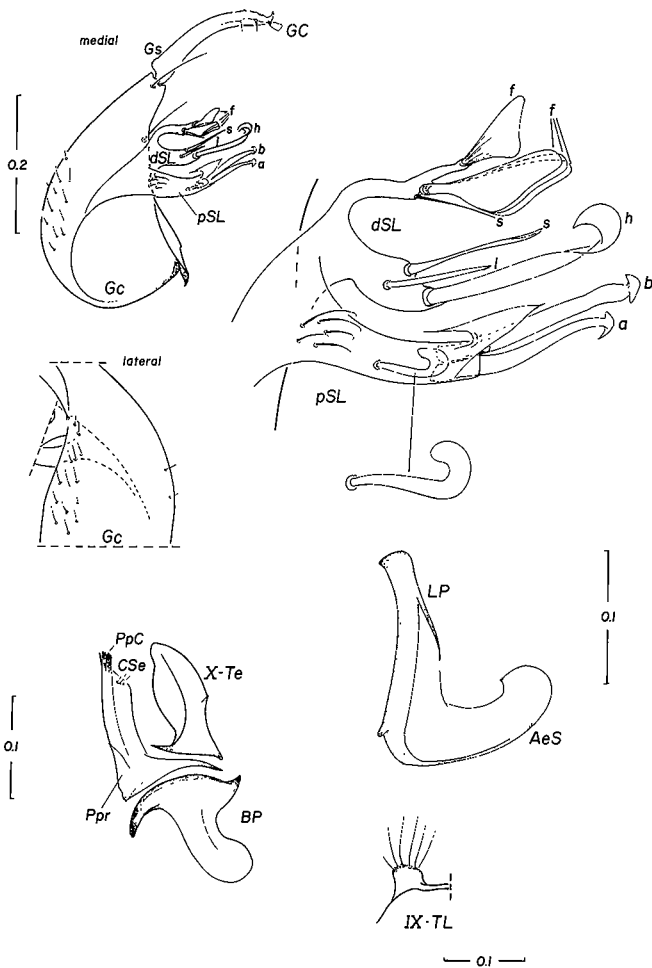 medial
Gs
GC
f
s
h
dSL
l
b
a
0.2
pSL
Gc
f
f
s
dSL
s
h
l
b
a
pSL
lateral
Gc
PpC
CSe
X-Te
0.1
Ppr
BP
LP
0.1
AeS
IX-TL
0.1